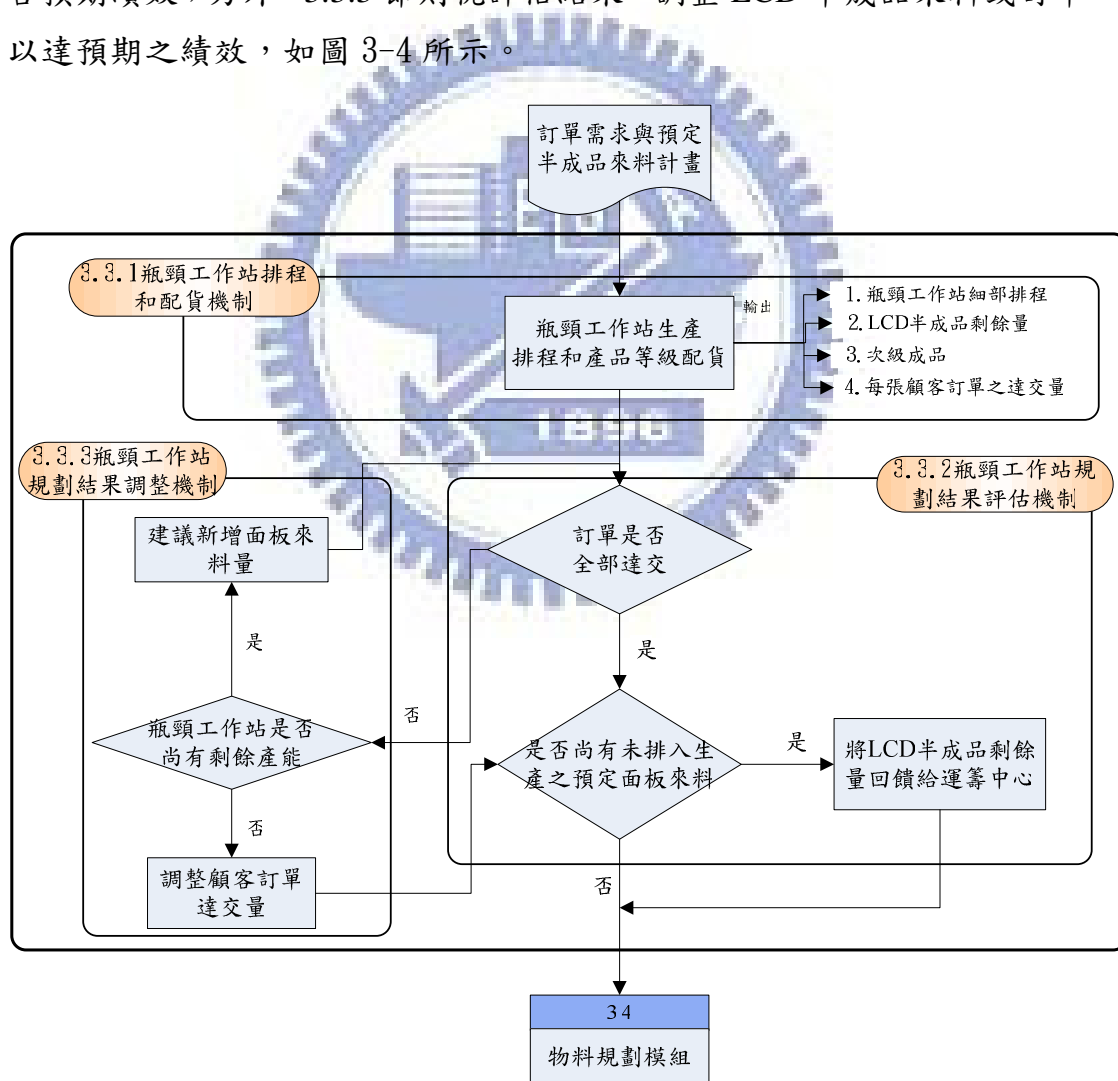 以達預期之績效，如圖 3-4 所示。
訂單需求與預定
半成品來料計畫
3.3.1瓶頸工作站排程
和配貨機制
瓶頸工作站生產
排程和產品等級配貨
輸出
1. 瓶頸工作站細部排程
2. LCD半成品剩餘量
3. 次級成品
4. 每張顧客訂單之達交量
1896
3.3.3瓶頸工作站
規劃結果調整機制
3.3.2瓶頸工作站規
劃結果評估機制
建議新增面板來
料量
訂單是否
全部達交
是
是
瓶頸工作站是否
尚有剩餘產能
否
是否尚有未排入生
產之預定面板來料
是
將LCD半成品剩餘
量回饋給運籌中心
否
調整顧客訂單
達交量
否
3 4
物料規劃模組